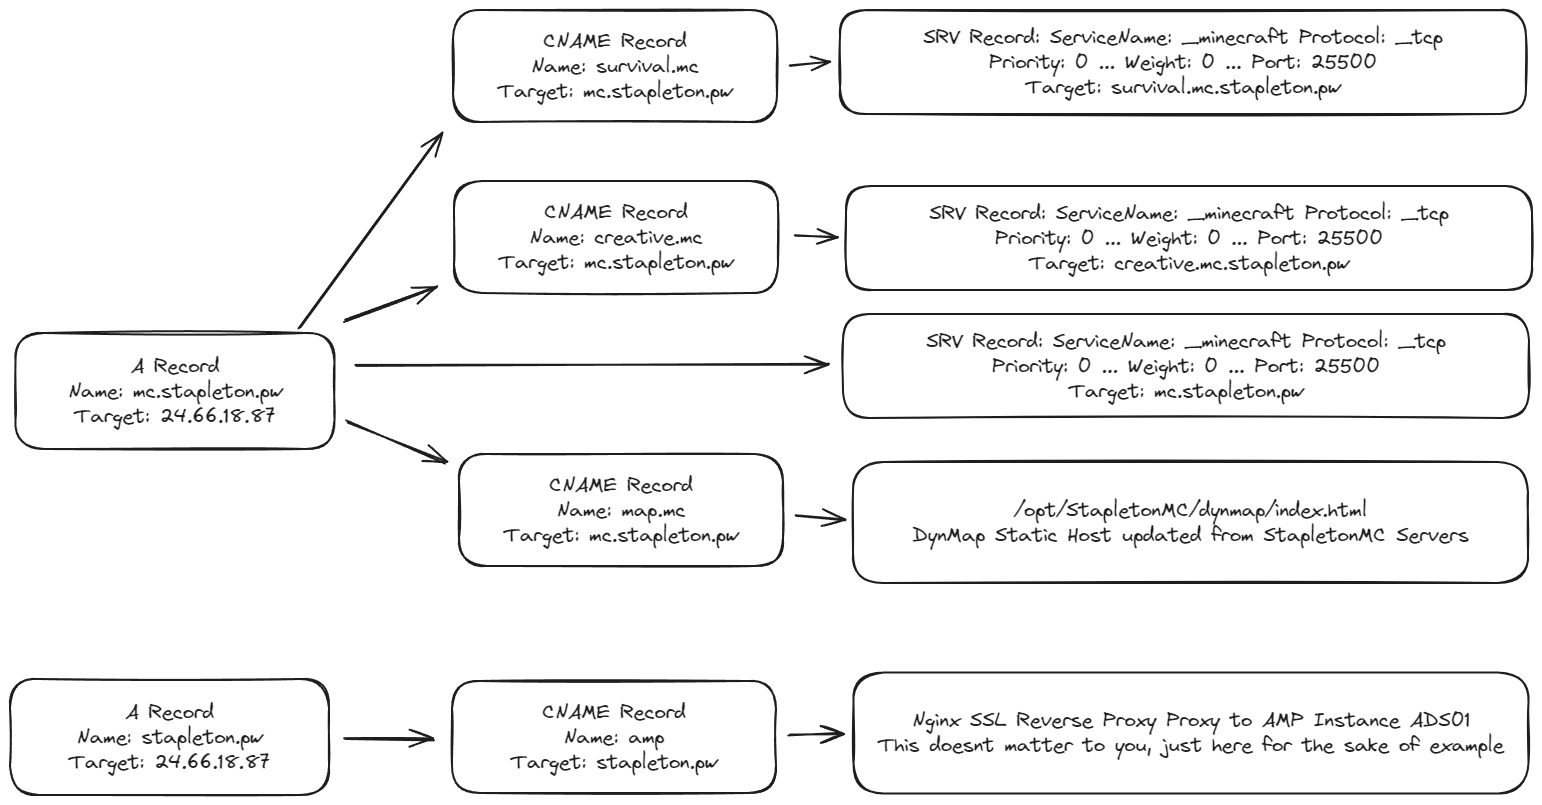 CNAME Record
Name: survival.mc
Target: mc.stapleton.pw
SRV Record: ServiceName: _minecraft Protocol: _tcp
Priority: 0 ... Weight: 0 ... Port: 25500
Target: survival.mc.stapleton.pw
CNAME Record
Name: creative.mc
Target: mc.stapleton.pw
SRV Record: ServiceName: _minecraft Protocol: _tcp
Priority: 0 ... Weight: 0 ... Port: 25500
Target: creative.mc.stapleton.pw
A Record
Name: mc.stapleton.pw
Target: 24.66.18.87
SRV Record: ServiceName: _minecraft Protocol: _tcp
Priority: 0 ... Weight: 0 ... Port: 25500
Target: mc.stapleton.pw
CNAME Record
Name: map.mc
Target: mc.stapleton.pw
/opt/StapletonMC/dynmap/index.html
DynMap Static Host updated from StapletonMC Servers
A Record
Name: stapleton.pw
Target: 24.66.18.87
CNAME Record
Name: amp
Target: stapleton.pw
Nginx SSL Reverse Proxy Proxy to AMP Instance ADS01
This doesnt matter to you, just here for the sake of example